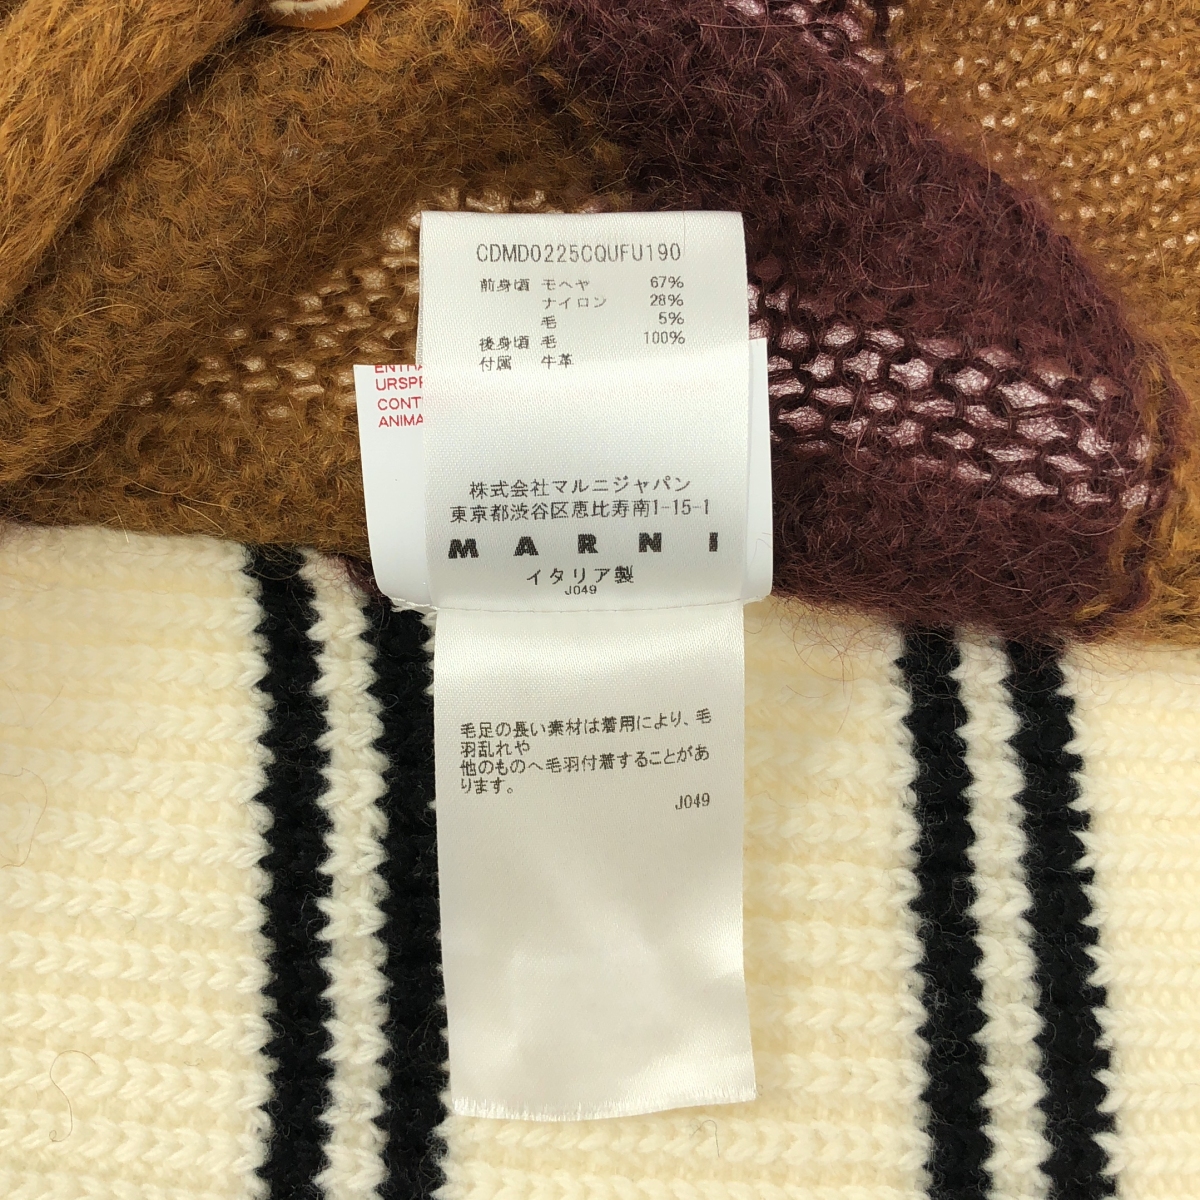 CDMD0225CQUFU190
前身頃 モヘヤ 67%
ナイロン 28%
毛 5%
後身頃 毛 100%
付属 牛革
URSPR
CONT
ANIMA
株式会社マルニジャパン
東京都渋谷区恵比寿南1-15-1
MARNI
イタリア製
J049
毛足の長い素材は着用により、毛
羽乱れや
他のものへ毛羽付着することがあ
ります。
J049